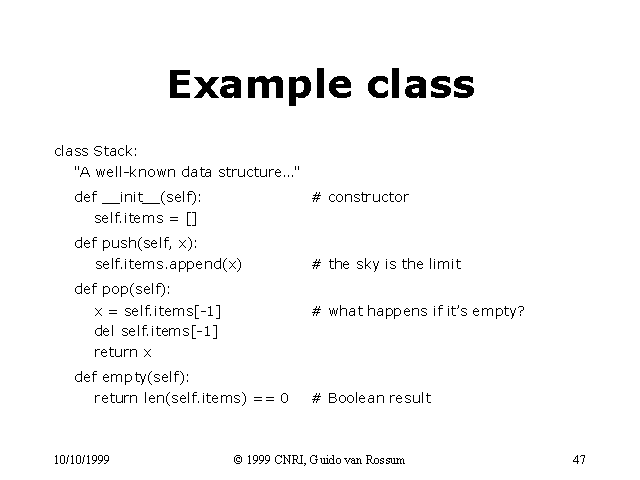 Example class
class Stack:
"A well-known data structure…"
def __init__(self): # constructor
self.items = []
def push(self, x):
self.items.append(x) # the sky is the limit
def pop(self):
x = self.items[-1] # what happens if it’s empty?
del self.items[-1]
return x
def empty(self):
return len(self.items) == 0 # Boolean result
10/10/1999 © 1999 CNRI, Guido van Rossum 47